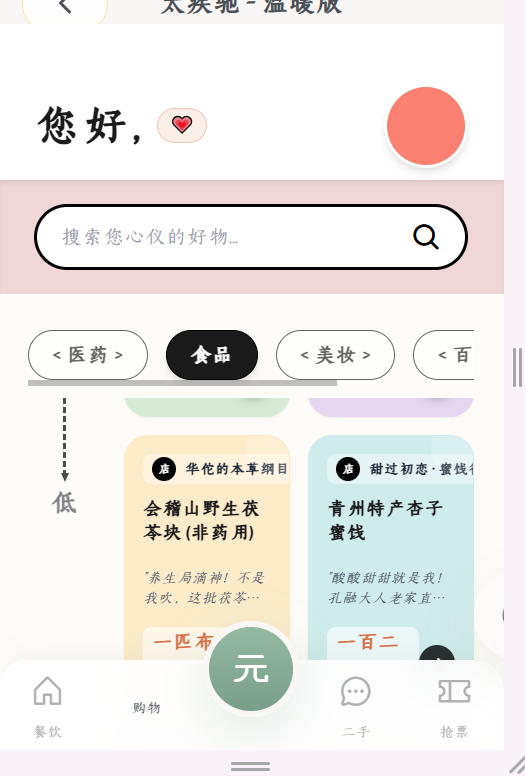 太疾驰 - 温暖版
您好,
搜索您心仪的好物…
< 医药 >
食品
< 美妆 >
< 百
低
店 华佗的本草纲目
会稽山野生茯
苓块(非药用)
"养生局滴神！不是
我吹，这批茯苓…
一匹布
店 甜过初恋·蜜饯
青州特产杏子
蜜饯
"酸酸甜甜就是我！
孔融大人老家直…
一百二
元
餐饮
购物
二手
抢票